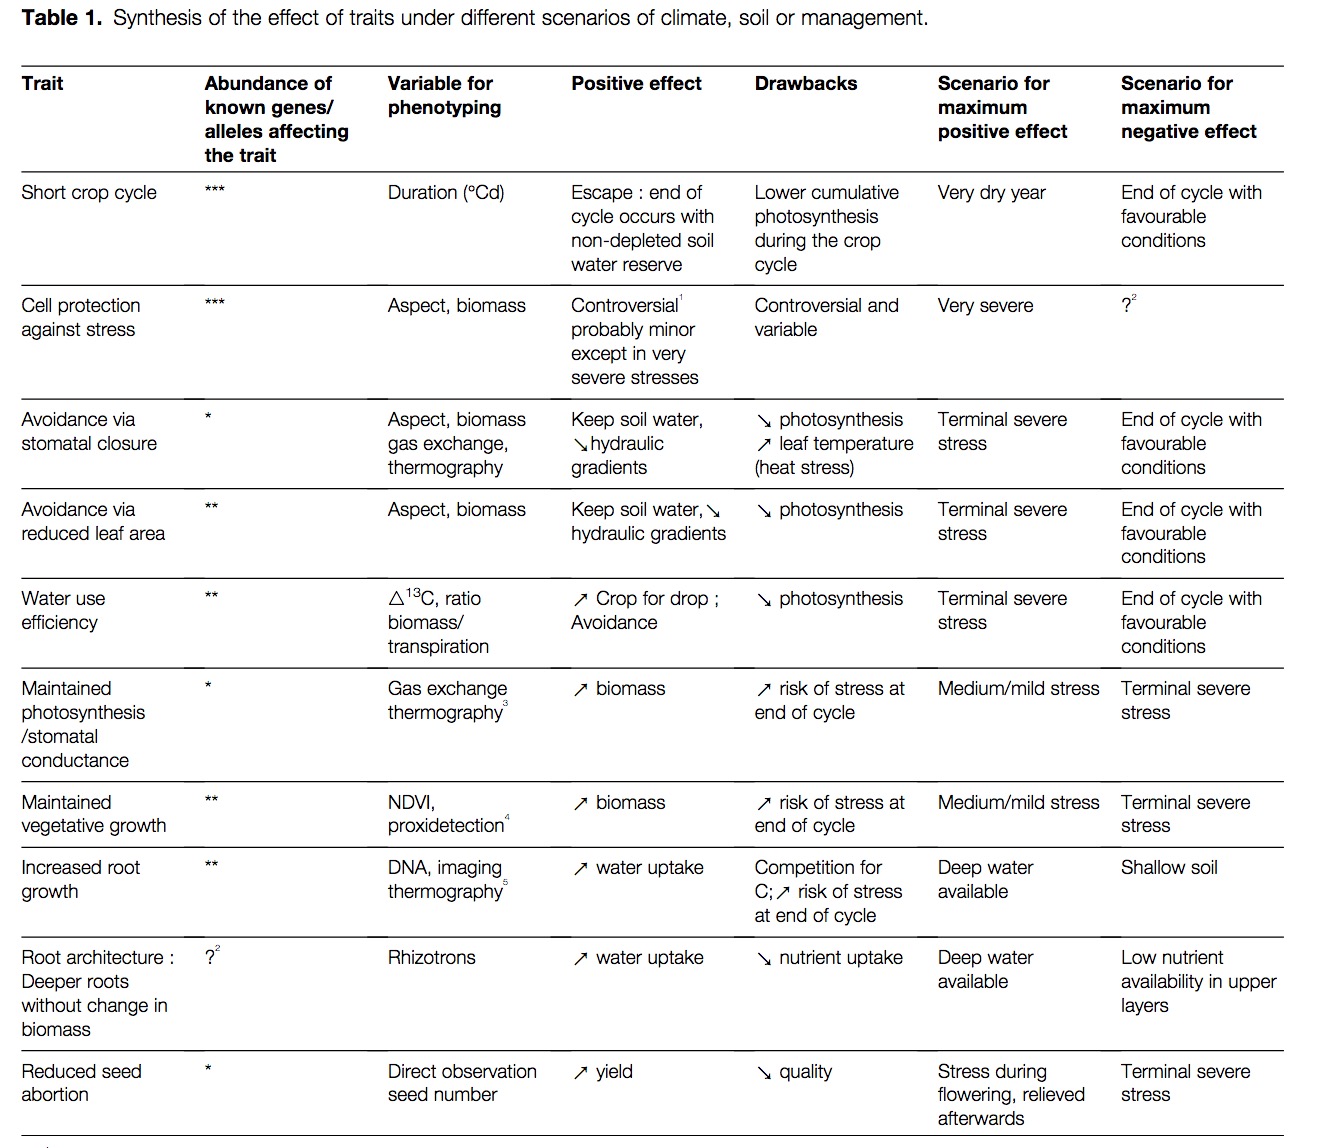 Table 1. Synthesis of the effect of traits under different scenarios of climate, soil or management.
Trait
Abundance of
known genes/
alleles affecting
the trait
Variable for
phenotyping
Positive effect
Drawbacks
Scenario for
maximum
positive effect
Scenario for
maximum
negative effect
Short crop cycle
***
Duration (ºCd)
Escape : end of
cycle occurs with
non-depleted soil
water reserve
Lower cumulative
photosynthesis
during the crop
cycle
Very dry year
End of cycle with
favourable
conditions
Cell protection
against stress
***
Aspect, biomass
Controversial¹
probably minor
except in very
severe stresses
Controversial and
variable
Very severe
?²
Avoidance via
stomatal closure
*
Aspect, biomass
gas exchange,
thermography
Keep soil water,
↘hydraulic
gradients
↘ photosynthesis
↗ leaf temperature
(heat stress)
Terminal severe
stress
End of cycle with
favourable
conditions
Avoidance via
reduced leaf area
**
Aspect, biomass
Keep soil water,↘
hydraulic gradients
↘ photosynthesis
Terminal severe
stress
End of cycle with
favourable
conditions
Water use
efficiency
**
△¹³C, ratio
biomass/
transpiration
↗ Crop for drop ;
Avoidance
↘ photosynthesis
Terminal severe
stress
End of cycle with
favourable
conditions
Maintained
photosynthesis
/stomatal
conductance
*
Gas exchange
thermography³
↗ biomass
↗ risk of stress at
end of cycle
Medium/mild stress
Terminal severe
stress
Maintained
vegetative growth
**
NDVI,
proxidetection⁴
↗ biomass
↗ risk of stress at
end of cycle
Medium/mild stress
Terminal severe
stress
Increased root
growth
**
DNA, imaging
thermography⁵
↗ water uptake
Competition for
C;↗ risk of stress
at end of cycle
Deep water
available
Shallow soil
Root architecture :
Deeper roots
without change in
biomass
?²
Rhizotrons
↗ water uptake
↘ nutrient uptake
Deep water
available
Low nutrient
availability in upper
layers
Reduced seed
abortion
*
Direct observation
seed number
↗ yield
↘ quality
Stress during
flowering, relieved
afterwards
Terminal severe
stress